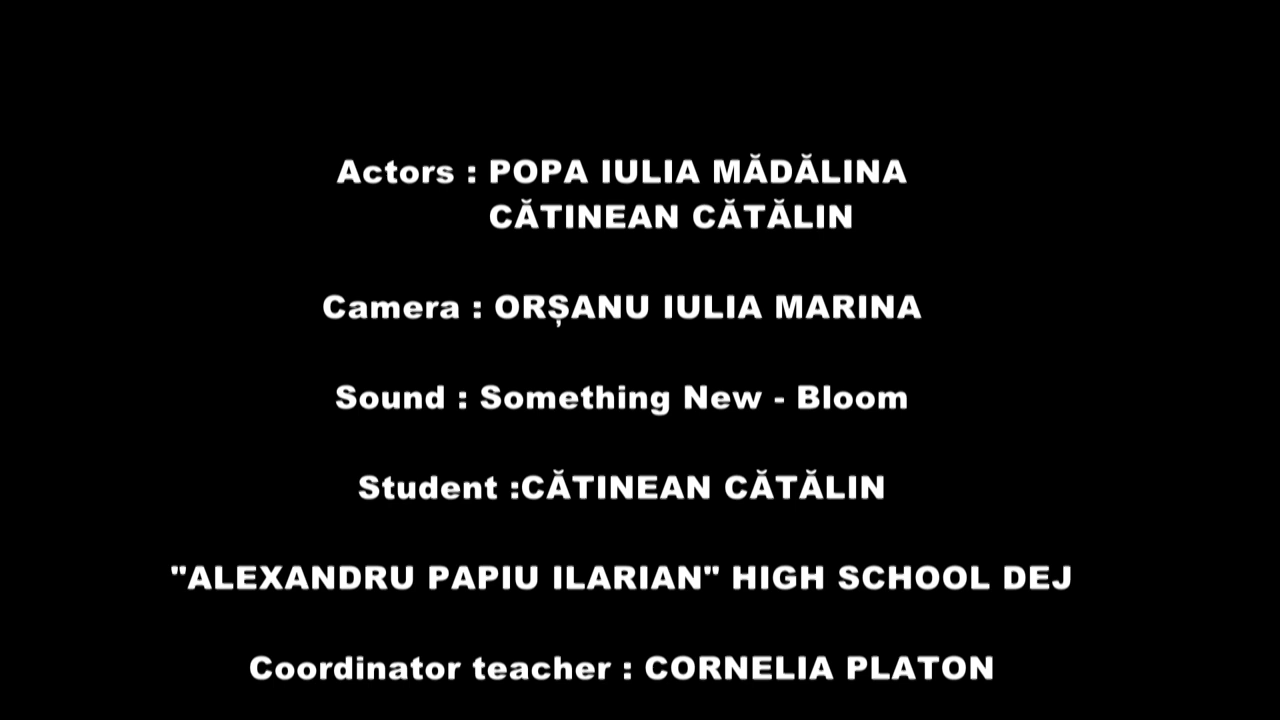 Actors : POPA IULIA MĂDĂLINA
CĂTINEAN CĂTĂLIN
Camera : ORȘANU IULIA MARINA
Sound : Something New - Bloom
Student :CĂTINEAN CĂTĂLIN
"ALEXANDRU PAPIU ILARIAN" HIGH SCHOOL DEJ
Coordinator teacher : CORNELIA PLATON